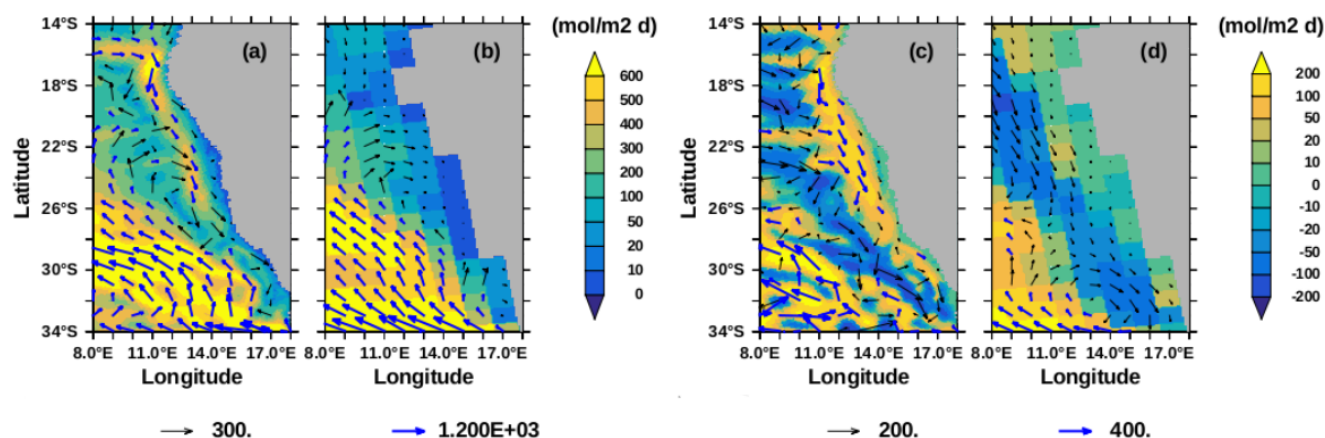 (mol/m2 d) (mol/m2 d)
14°S 14°S
(a) (b) (c) (d)
600 200
18°S 18°S
500 100
400 50
22°S 22°S
300 20
200 10
Latitude Latitude
100 0
26°S 26°S
50 -10
20 -20
30°S 30°S
10 -50
0 -100
-200
34°S 34°S
8.0°E 11.0°E 14.0°E 17.0°E 8.0°E 11.0°E 14.0°E 17.0°E 8.0°E 11.0°E 14.0°E 17.0°E 8.0°E 11.0°E 14.0°E 17.0°E
Longitude Longitude Longitude Longitude
300. 1.200E+03 200. 400.